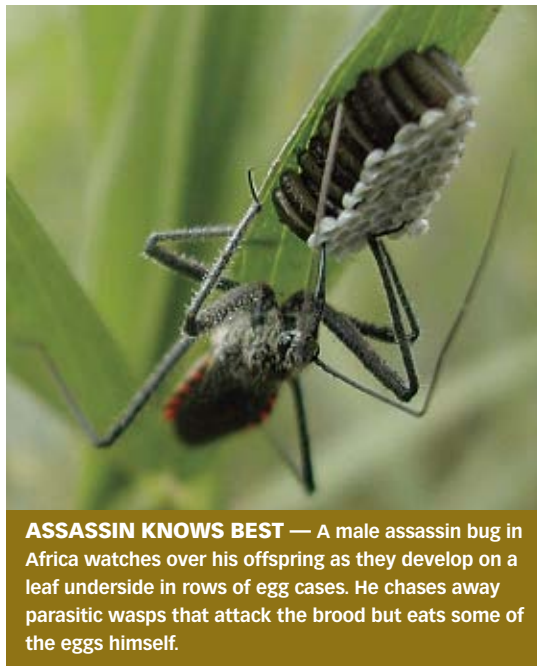 ASSASSIN KNOWS BEST — A male assassin bug in
Africa watches over his offspring as they develop on a
leaf underside in rows of egg cases. He chases away
parasitic wasps that attack the brood but eats some of
the eggs himself.